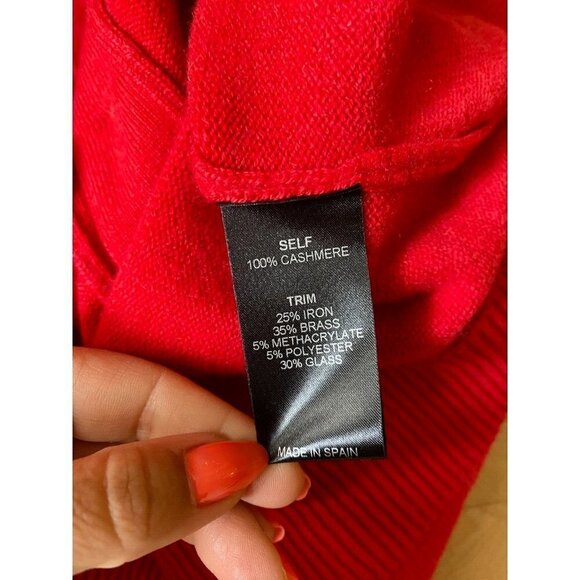 SELF
100% CASHMERE
TRIM
25% IRON
35% BRASS
5% METHACRYLATE
5% POLYESTER
30% GLASS
MADE IN SPAIN